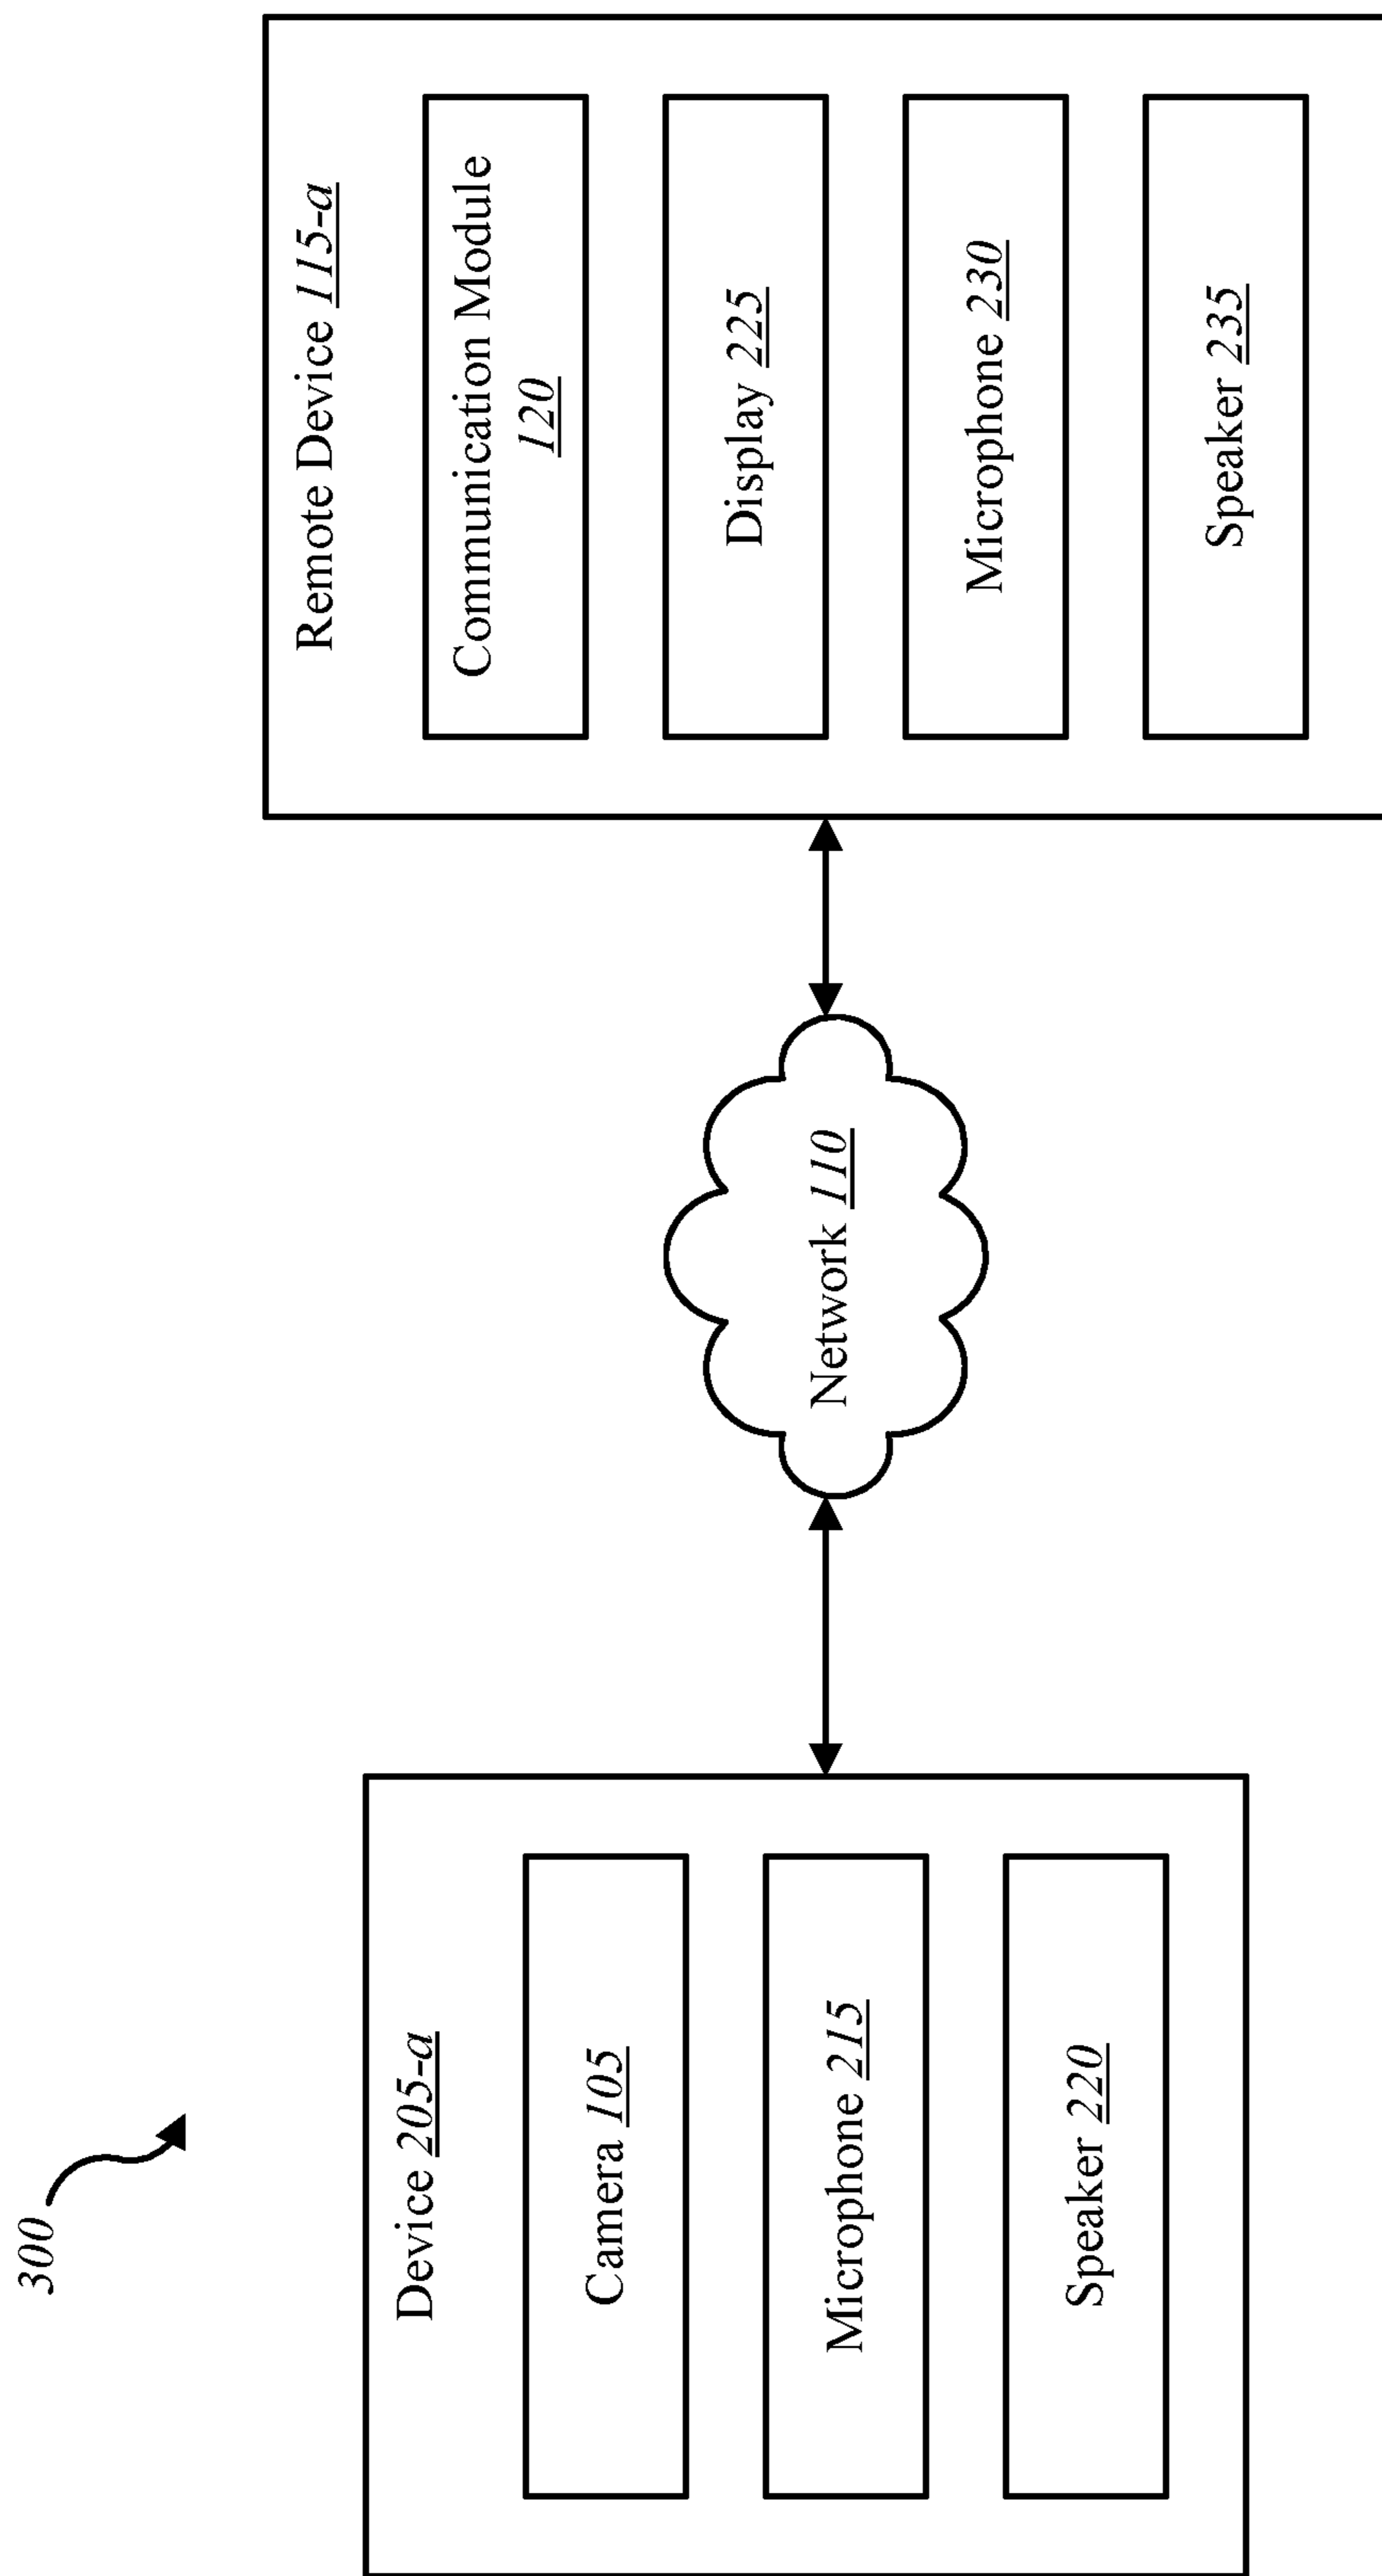 300
Device 205-a
Camera 105
Microphone 215
Speaker 220
Network 110
Remote Device 115-a
Communication Module
120
Display 225
Microphone 230
Speaker 235